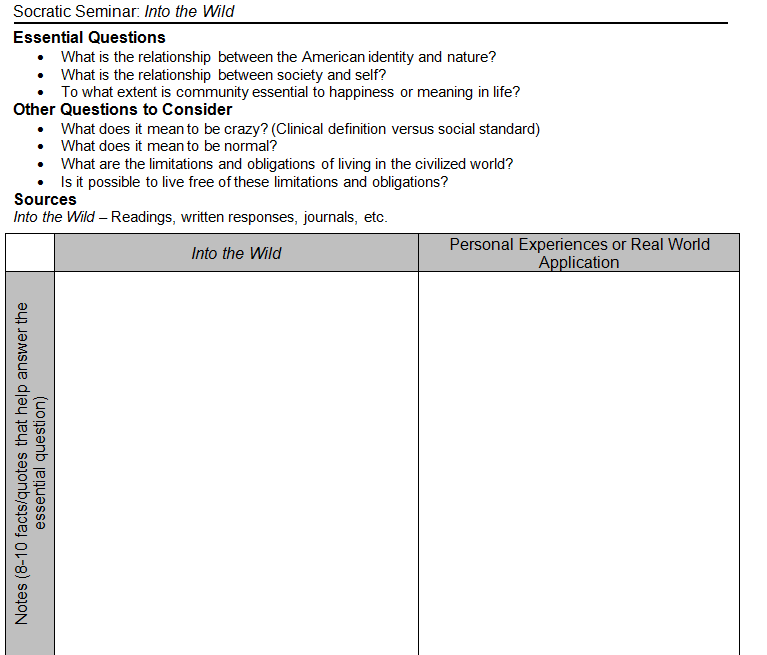 Socratic Seminar: Into the Wild
Essential Questions
• What is the relationship between the American identity and nature?
• What is the relationship between society and self?
• To what extent is community essential to happiness or meaning in life?
Other Questions to Consider
• What does it mean to be crazy? (Clinical definition versus social standard)
• What does it mean to be normal?
• What are the limitations and obligations of living in the civilized world?
• Is it possible to live free of these limitations and obligations?
Sources
Into the Wild – Readings, written responses, journals, etc.
Into the Wild
Personal Experiences or Real World
Application
Notes (8-10 facts/quotes that help answer the
essential question)